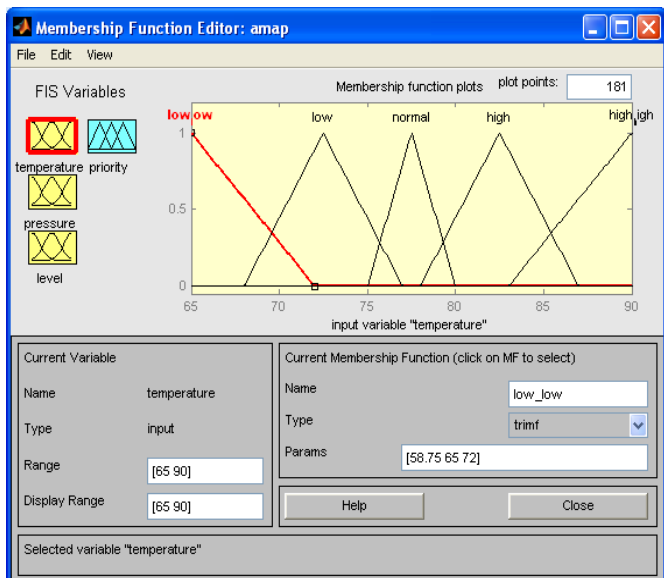 Membership Function Editor: amap
File Edit View
FIS Variables
Membership function plots plot points: 181
low_low low normal high high_high
temperature priority
pressure
level
1
0.5
0
65 70 75 80 85 90
input variable "temperature"
Current Variable
Name temperature
Type input
Range [65 90]
Display Range [65 90]
Current Membership Function (click on MF to select)
Name low_low
Type trimf
Params [58.75 65 72]
Help Close
Selected variable "temperature"